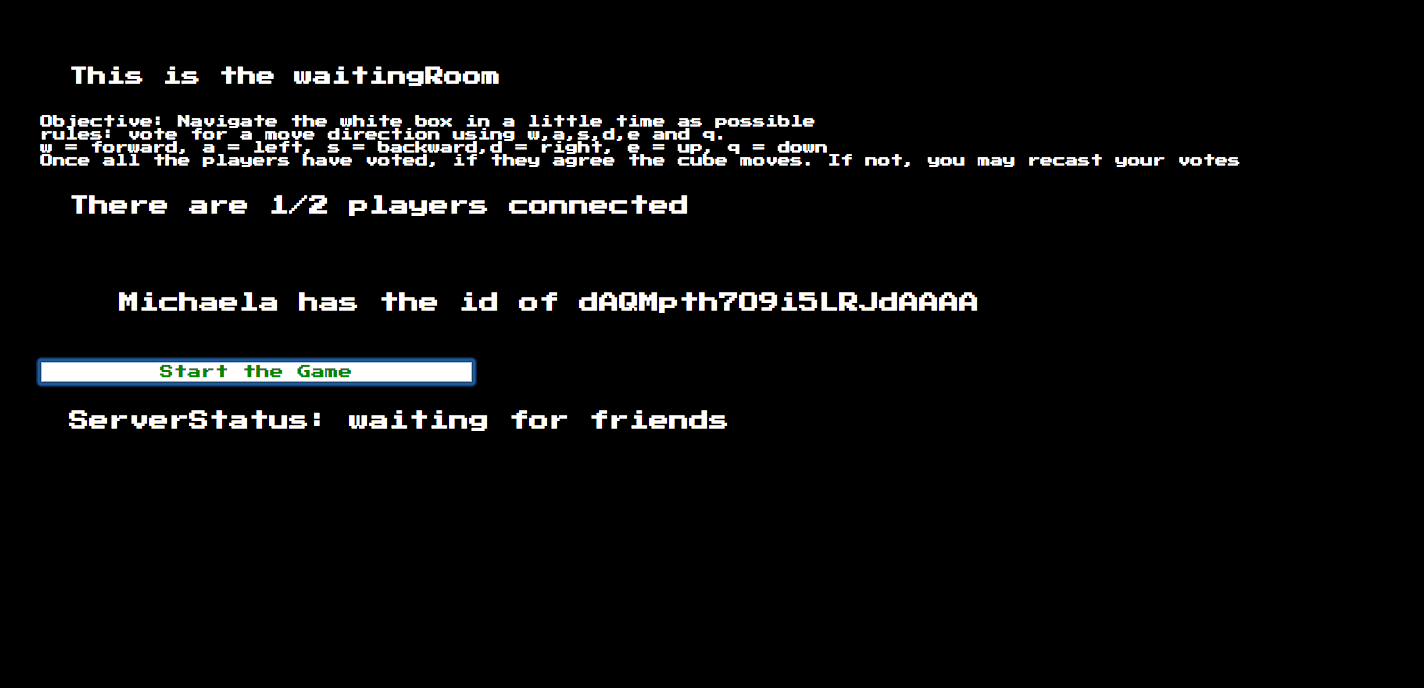 This is the waitingRoom
Objective: Navigate the white box in a little time as possible
rules: vote for a move direction using w,a,s,d,e and q.
w = forward, a = left, s = backward,d = right, e = up, q = down
Once all the players have voted, if they agree the cube moves. If not, you may recast your votes
There are 1/2 players connected
Michaela has the id of dAQMpth7O9i5LRJdAAAA
Start the Game
ServerStatus: waiting for friends